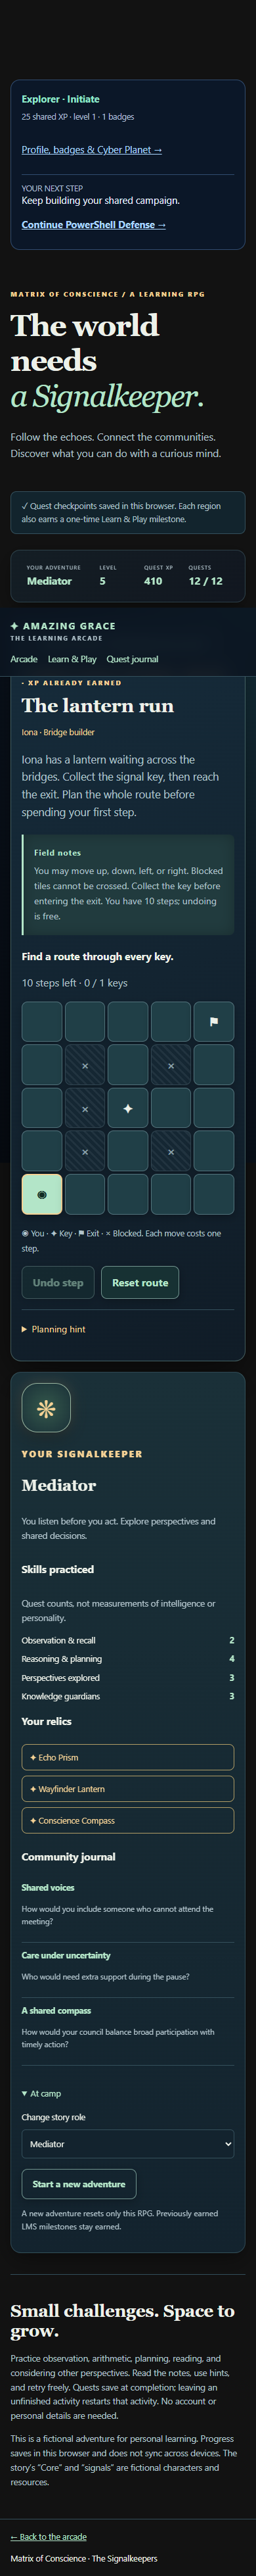 Explorer · Initiate
25 shared XP · level 1 · 1 badges
Profile, badges & Cyber Planet →
YOUR NEXT STEP
Keep building your shared campaign.
Continue PowerShell Defense →
MATRIX OF CONSCIENCE / A LEARNING RPG
The world
needs
a Signalkeeper.
Follow the echoes. Connect the communities.
Discover what you can do with a curious mind.
✓ Quest checkpoints saved in this browser. Each region
also earns a one-time Learn & Play milestone.
YOUR ADVENTURE LEVEL QUEST XP QUESTS
Mediator 5 410 12 / 12
✦ AMAZING GRACE
THE LEARNING ARCADE
Arcade Learn & Play Quest journal
· XP ALREADY EARNED
The lantern run
Iona · Bridge builder
Iona has a lantern waiting across the
bridges. Collect the signal key, then reach
the exit. Plan the whole route before
spending your first step.
Field notes
You may move up, down, left, or right. Blocked
tiles cannot be crossed. Collect the key before
entering the exit. You have 10 steps; undoing
is free.
Find a route through every key.
10 steps left · 0 / 1 keys
⚑
× ×
× ✦
× ×
◉
◉ You · ✦ Key · ⚑ Exit · × Blocked. Each move costs one
step.
Undo step Reset route
▶ Planning hint
YOUR SIGNALKEEPER
Mediator
You listen before you act. Explore perspectives and
shared decisions.
Skills practiced
Quest counts, not measurements of intelligence or
personality.
Observation & recall 2
Reasoning & planning 4
Perspectives explored 3
Knowledge guardians 3
Your relics
✦ Echo Prism
✦ Wayfinder Lantern
✦ Conscience Compass
Community journal
Shared voices
How would you include someone who cannot attend the
meeting?
Care under uncertainty
Who would need extra support during the pause?
A shared compass
How would your council balance broad participation with
timely action?
▼ At camp
Change story role
Mediator
Start a new adventure
A new adventure resets only this RPG. Previously earned
LMS milestones stay earned.
Small challenges. Space to
grow.
Practice observation, arithmetic, planning, reading, and
considering other perspectives. Read the notes, use hints,
and retry freely. Quests save at completion; leaving an
unfinished activity restarts that activity. No account or
personal details are needed.
This is a fictional adventure for personal learning. Progress
saves in this browser and does not sync across devices. The
story's "Core" and "signals" are fictional characters and
resources.
← Back to the arcade
Matrix of Conscience · The Signalkeepers